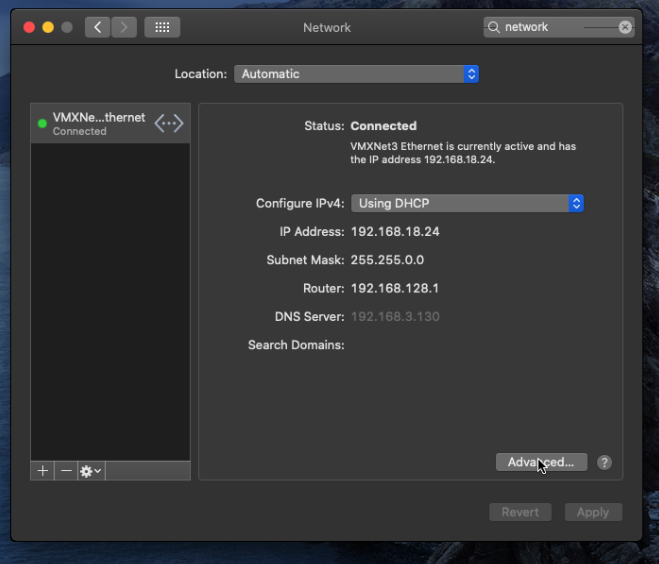 Network
network
Location: Automatic
VMXNe...thernet
Connected
Status: Connected
VMXNet3 Ethernet is currently active and has
the IP address 192.168.18.24.
Configure IPv4: Using DHCP
IP Address: 192.168.18.24
Subnet Mask: 255.255.0.0
Router: 192.168.128.1
DNS Server: 192.168.3.130
Search Domains:
Advanced...
?
Revert
Apply